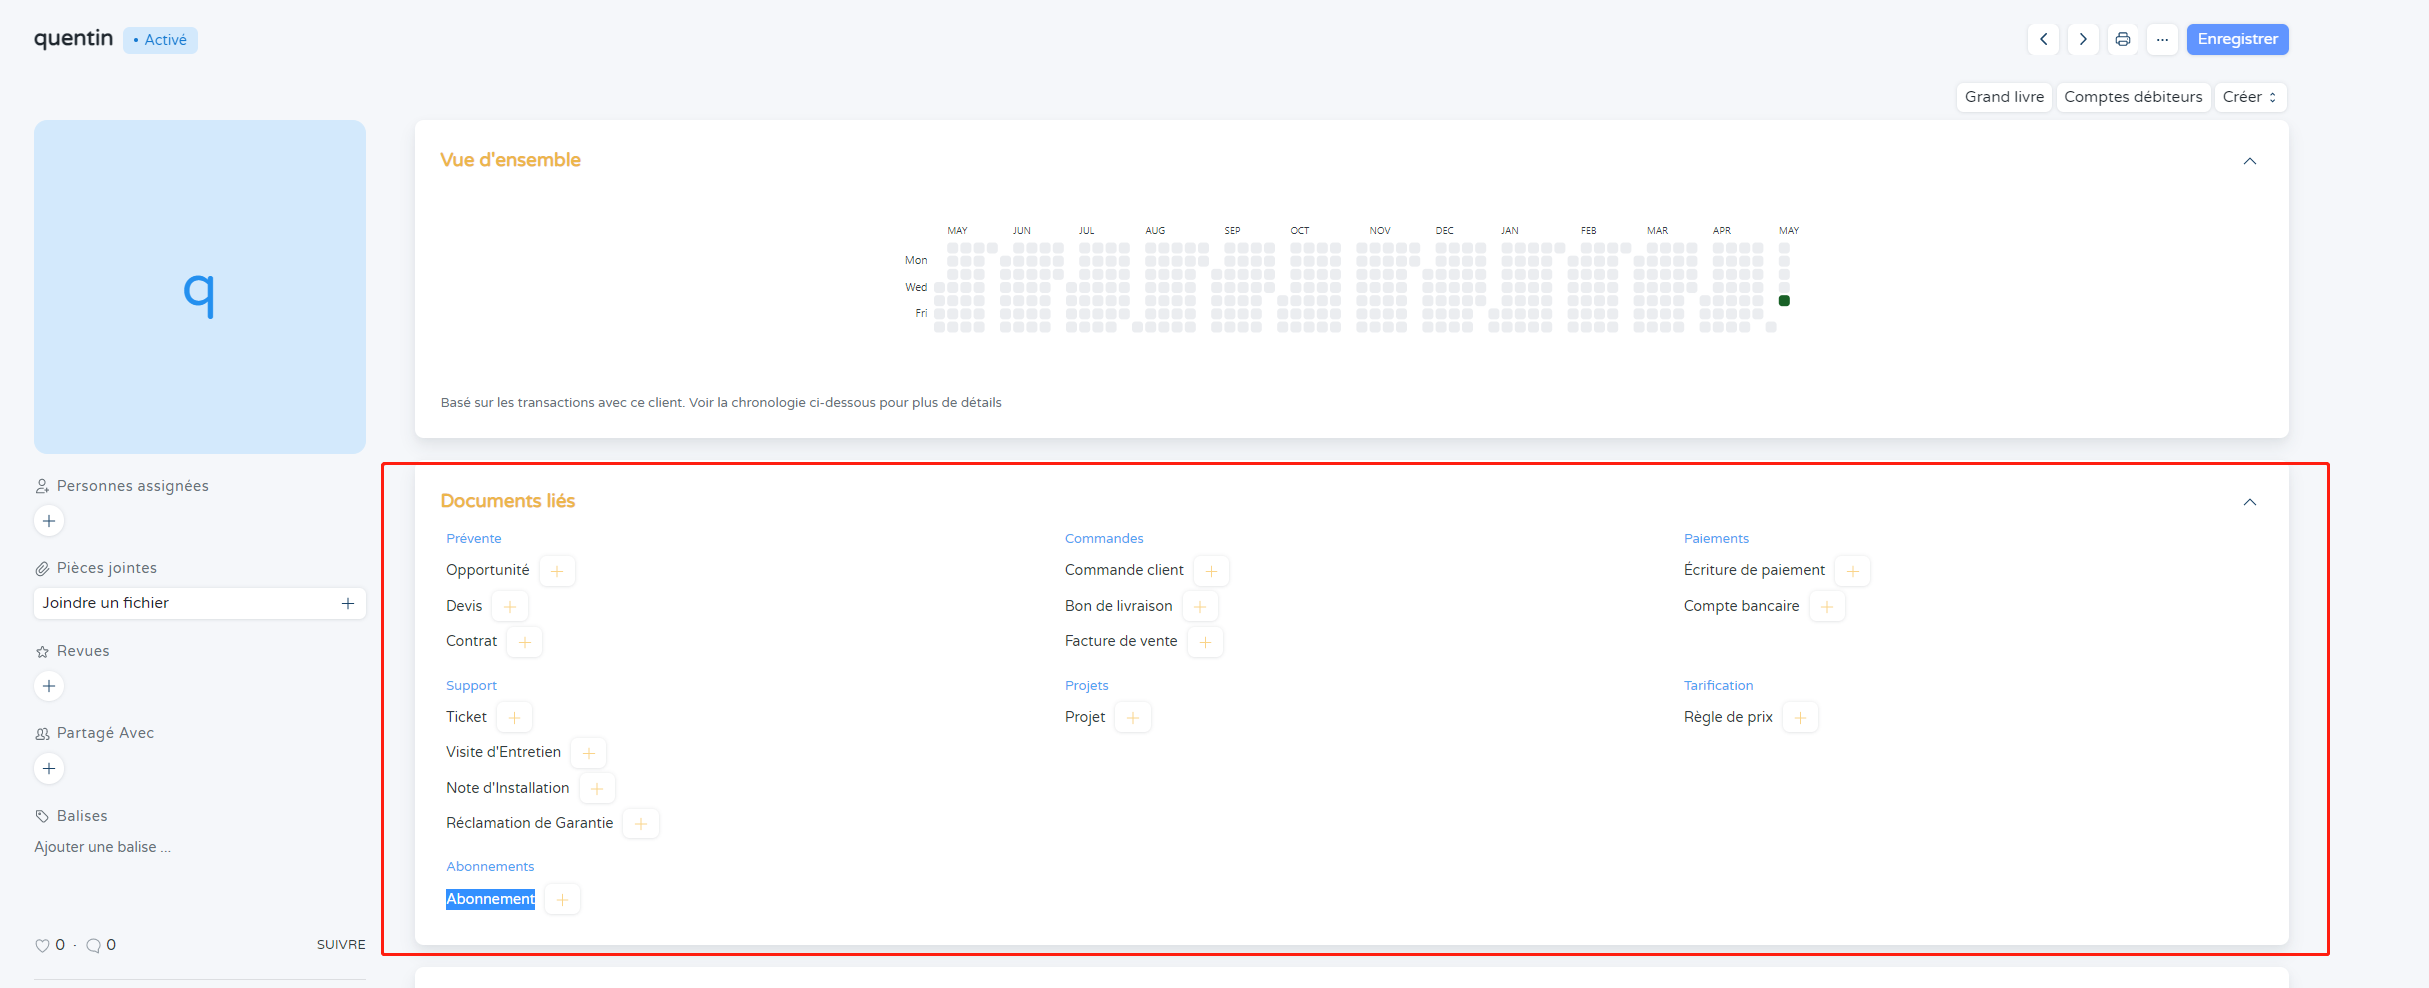 quentin
• Activé
...
Enregistrer
Grand livre
Comptes débiteurs
Créer
q
Vue d'ensemble
MAY JUN JUL AUG SEP OCT NOV DEC JAN FEB MAR APR MAY
Mon
Wed
Fri
Basé sur les transactions avec ce client. Voir la chronologie ci-dessous pour plus de détails
Personnes assignées
Pièces jointes
Joindre un fichier
Revues
Partagé Avec
Balises
Ajouter une balise ...
0 · 0
SUIVRE
Documents liés
Prévente
Opportunité
Devis
Contrat
Commandes
Commande client
Bon de livraison
Facture de vente
Paiements
Écriture de paiement
Compte bancaire
Support
Ticket
Visite d'Entretien
Note d'Installation
Réclamation de Garantie
Projets
Projet
Tarification
Règle de prix
Abonnements
Abonnement